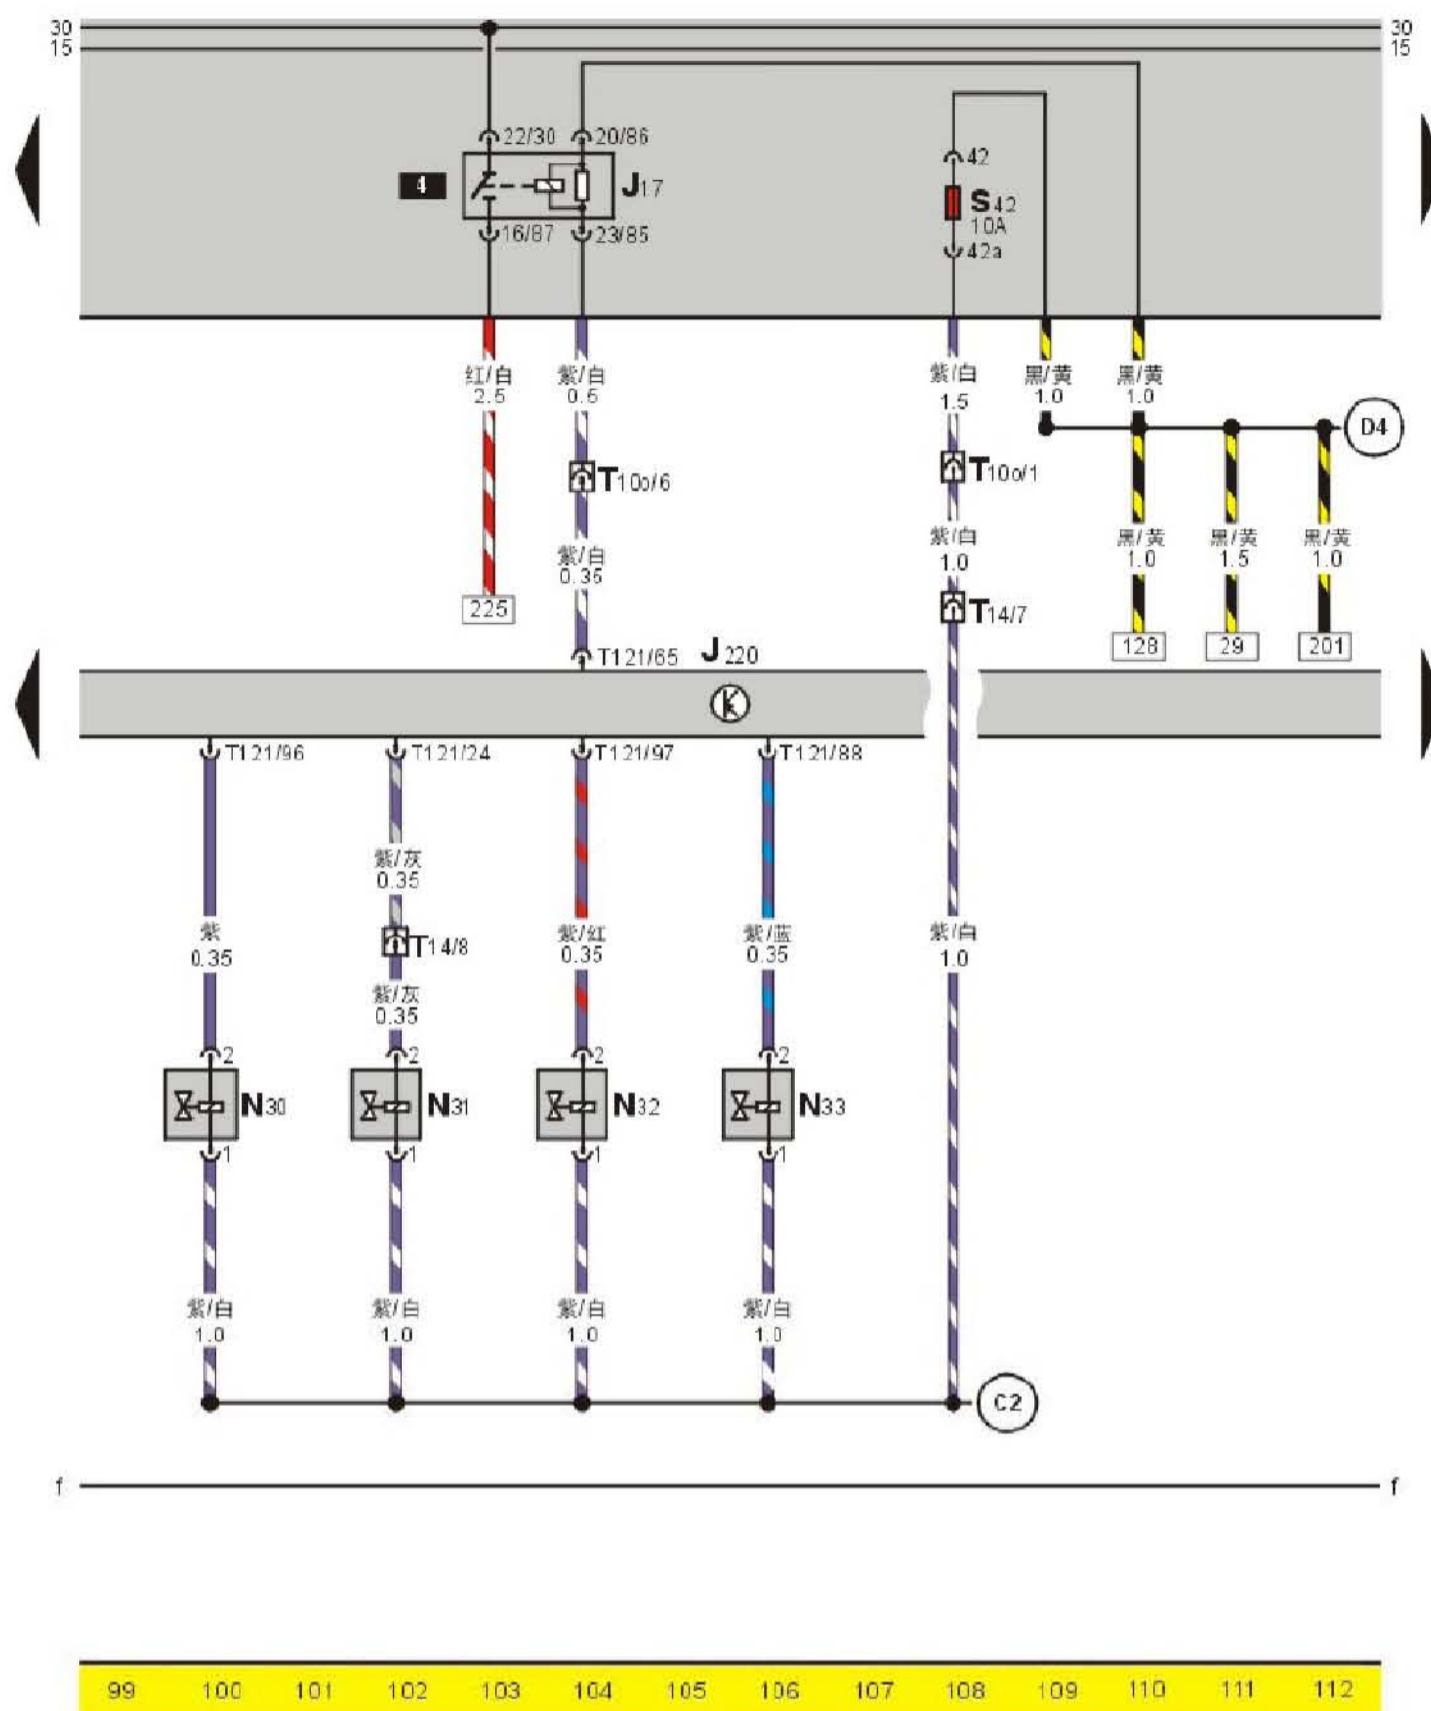 30 30
15 15
22/30 20/86
42
4 J17
S42
10A
16/87 23/85
42a
红/白 紫/白 紫/白 黑/黄 黑/黄
2.5 0.5 1.5 1.0 1.0
D4
T10o/6 T10o/1
紫/白 紫/白 黑/黄 黑/黄 黑/黄
0.35 1.0 1.0 1.5 1.0
225 T14/7
T121/65 J220 128 29 201
T121/96 T121/24 T121/97 T121/88
紫/灰
0.35
紫 紫/红 紫/蓝 紫/白
T14/8
0.35 0.35 0.35 1.0
紫/灰
0.35
2 2 2 2
N30 N31 N32 N33
1 1 1 1
紫/白 紫/白 紫/白 紫/白
1.0 1.0 1.0 1.0
C2
f f
99 100 101 102 103 104 105 106 107 108 109 110 111 112